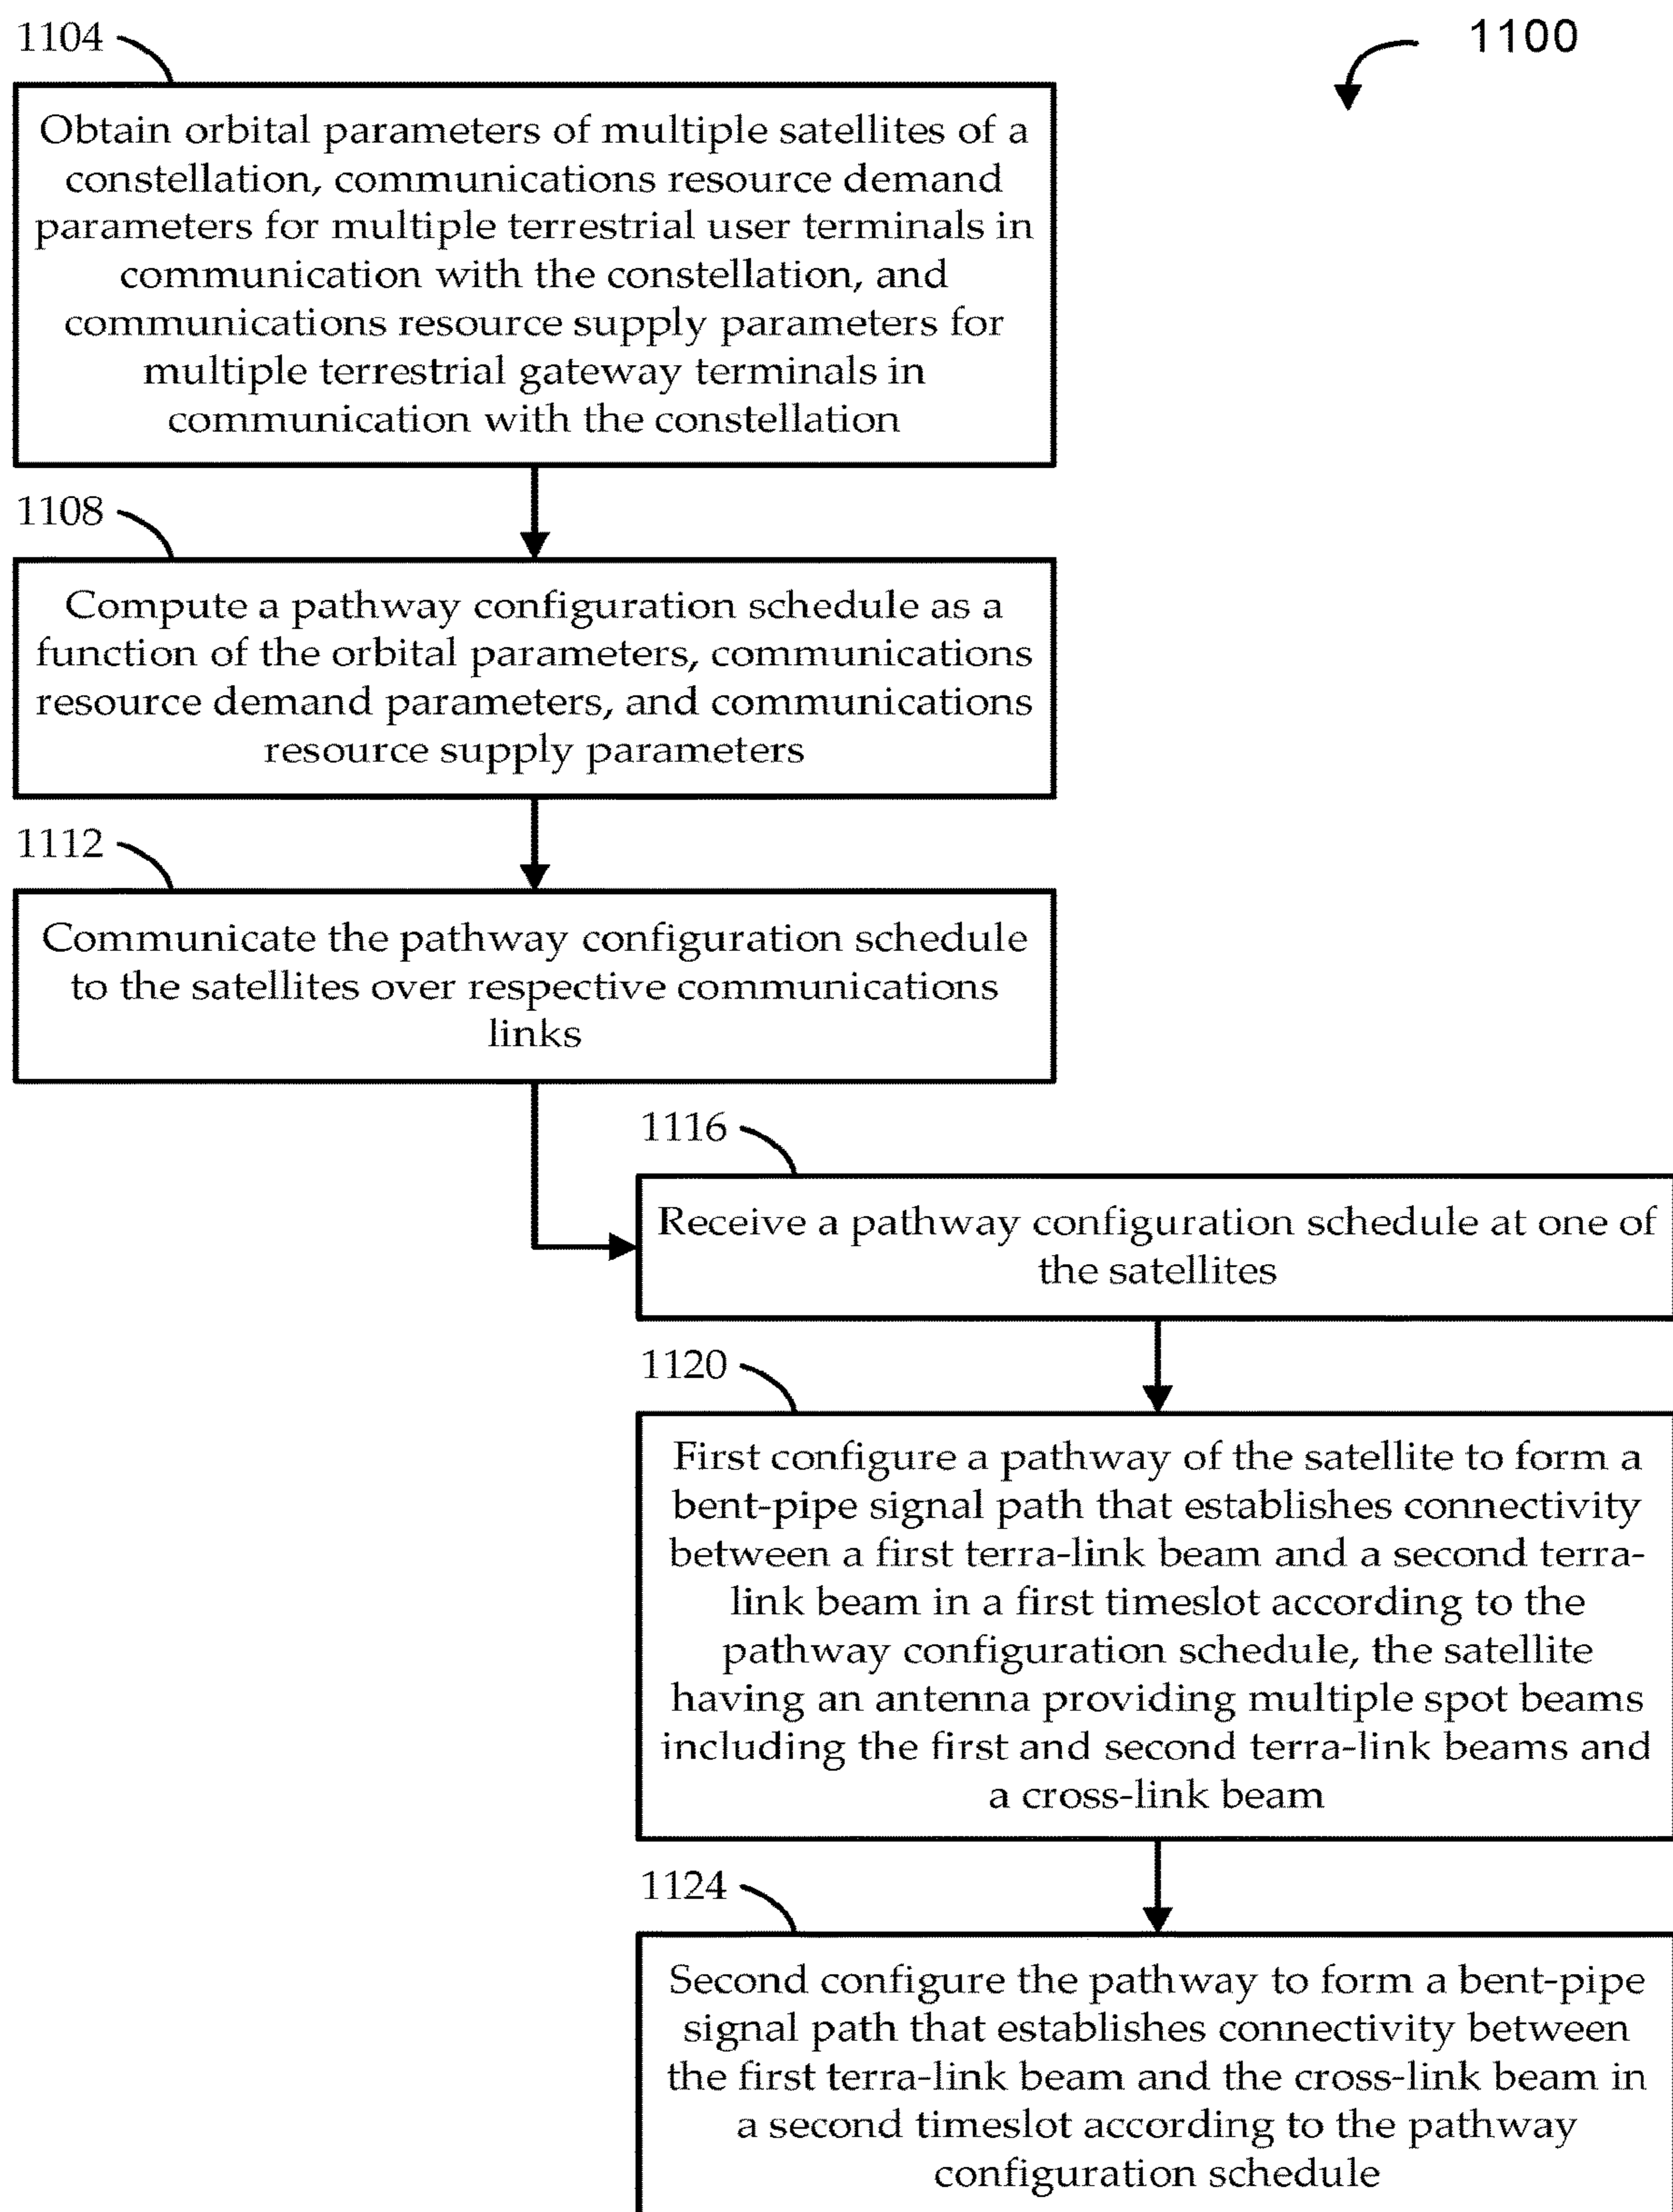 1104
1100
Obtain orbital parameters of multiple satellites of a
constellation, communications resource demand
parameters for multiple terrestrial user terminals in
communication with the constellation, and
communications resource supply parameters for
multiple terrestrial gateway terminals in
communication with the constellation
1108
Compute a pathway configuration schedule as a
function of the orbital parameters, communications
resource demand parameters, and communications
resource supply parameters
1112
Communicate the pathway configuration schedule
to the satellites over respective communications
links
1116
Receive a pathway configuration schedule at one of
the satellites
1120
First configure a pathway of the satellite to form a
bent-pipe signal path that establishes connectivity
between a first terra-link beam and a second terra-
link beam in a first timeslot according to the
pathway configuration schedule, the satellite
having an antenna providing multiple spot beams
including the first and second terra-link beams and
a cross-link beam
1124
Second configure the pathway to form a bent-pipe
signal path that establishes connectivity between
the first terra-link beam and the cross-link beam in
a second timeslot according to the pathway
configuration schedule